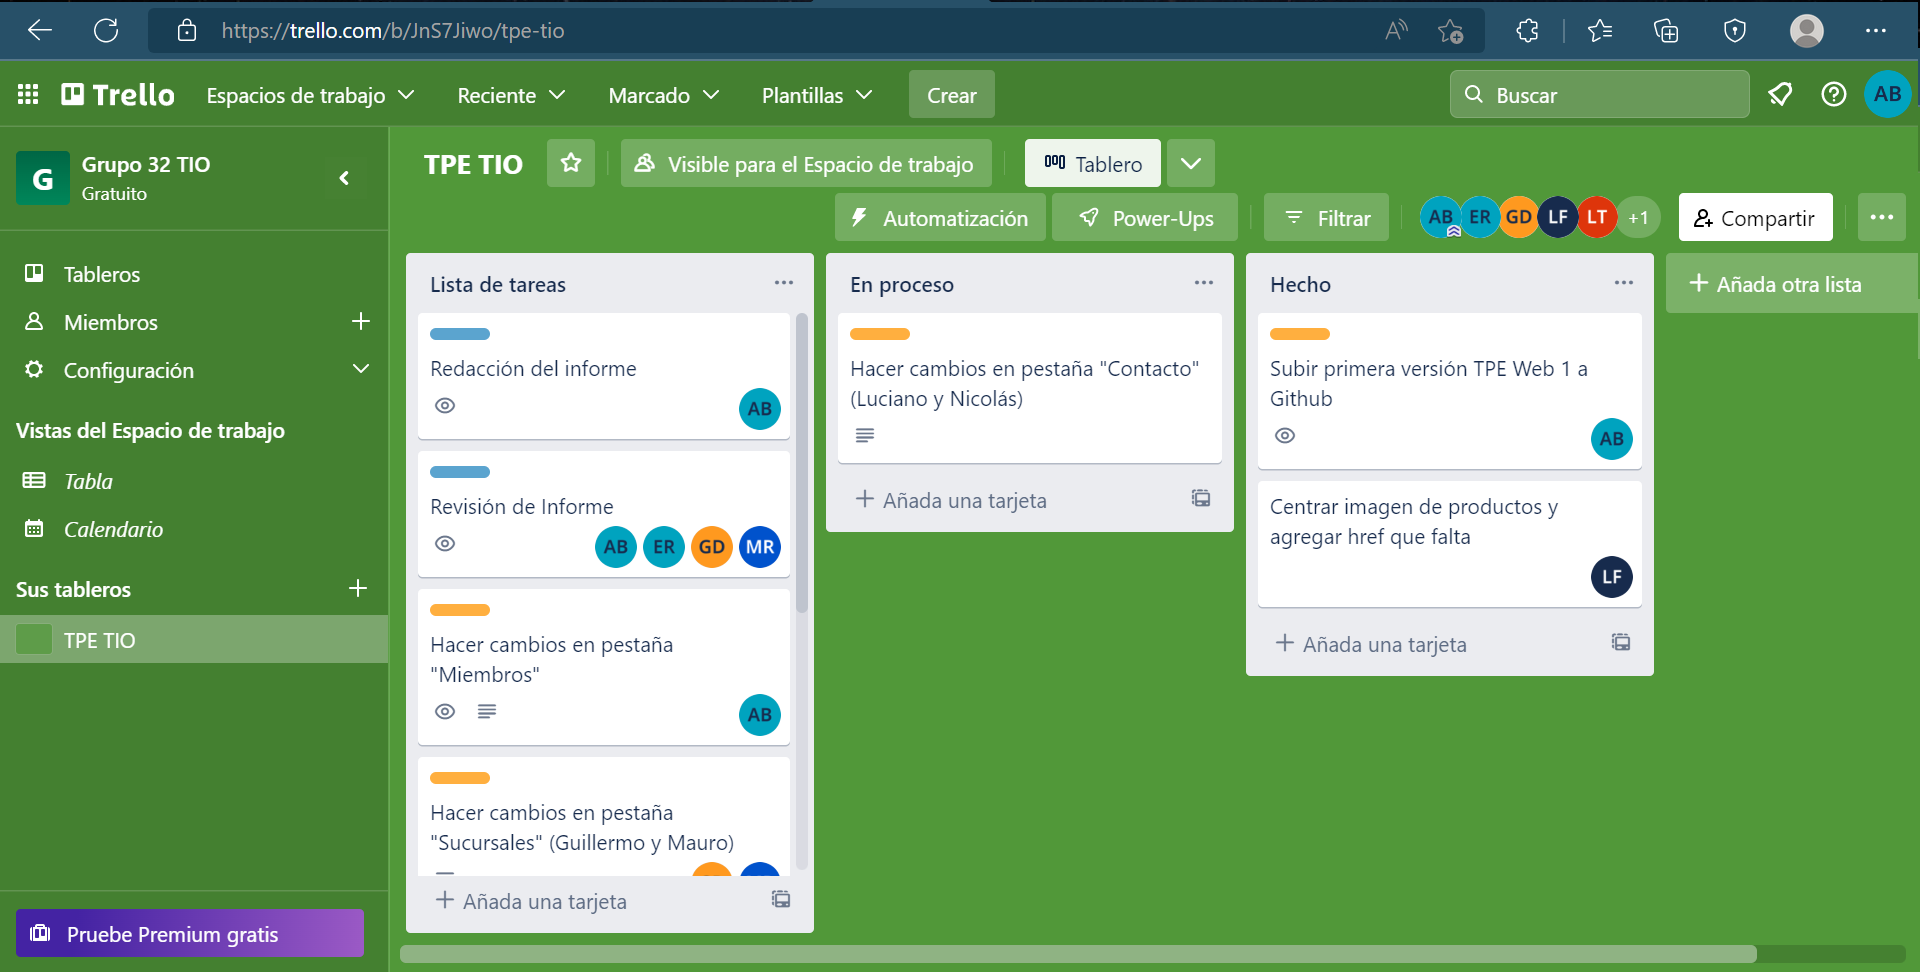 https://trello.com/b/JnS7Jiwo/tpe-tio
Trello
Espacios de trabajo
Reciente
Marcado
Plantillas
Crear
Buscar
AB
G
Grupo 32 TIO
Gratuito
Tableros
Miembros
Configuración
Vistas del Espacio de trabajo
Tabla
Calendario
Sus tableros
TPE TIO
Pruebe Premium gratis
TPE TIO
Visible para el Espacio de trabajo
Tablero
Automatización
Power-Ups
Filtrar
AB ER GD LF LT +1
Compartir
Lista de tareas
Redacción del informe
AB
Revisión de Informe
AB ER GD MR
Hacer cambios en pestaña
"Miembros"
AB
Hacer cambios en pestaña
"Sucursales" (Guillermo y Mauro)
Añada una tarjeta
En proceso
Hacer cambios en pestaña "Contacto"
(Luciano y Nicolás)
Añada una tarjeta
Hecho
Subir primera versión TPE Web 1 a
Github
AB
Centrar imagen de productos y
agregar href que falta
LF
Añada una tarjeta
Añada otra lista